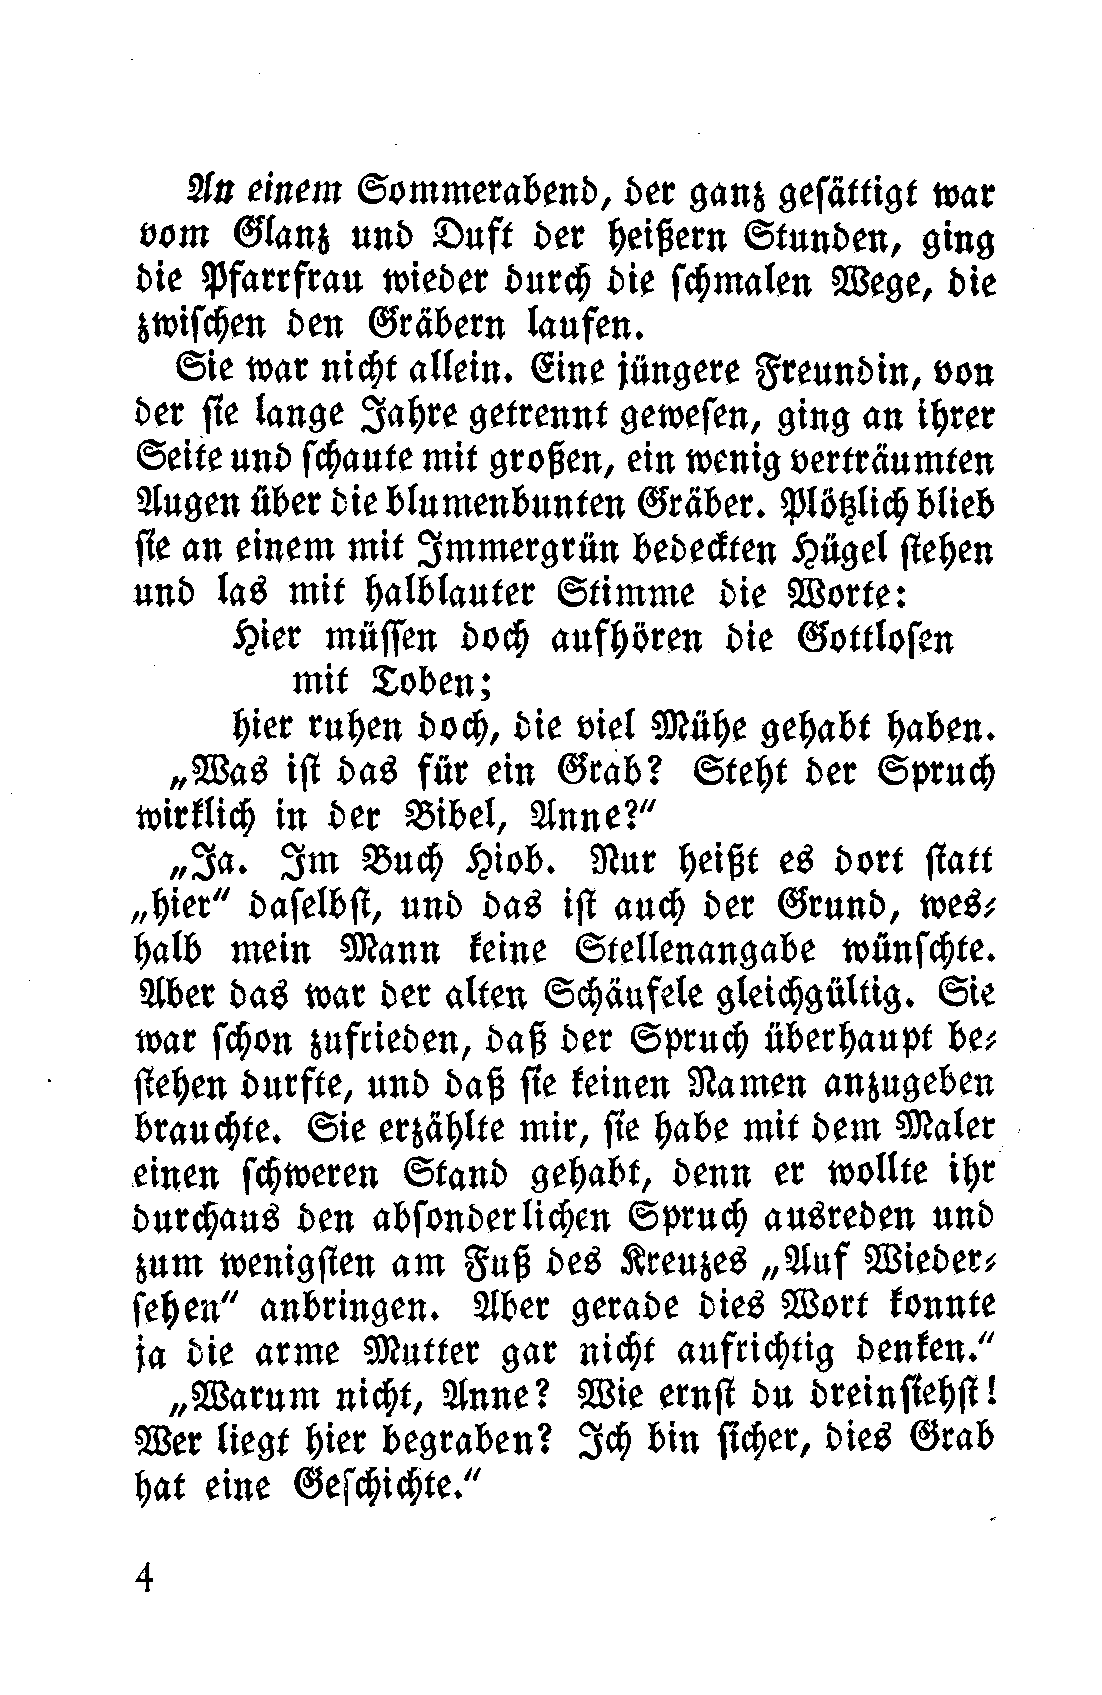 An einem Sommerabend, der ganz gesättigt war
vom Glanz und Duft der heißern Stunden, ging
die Pfarrfrau wieder durch die schmalen Wege, die
zwischen den Gräbern laufen.
Sie war nicht allein. Eine jüngere Freundin, von
der sie lange Jahre getrennt gewesen, ging an ihrer
Seite und schaute mit großen, ein wenig verträumten
Augen über die blumenbunten Gräber. Plötzlich blieb
sie an einem mit Immergrün bedeckten Hügel stehen
und las mit halblauter Stimme die Worte:
Hier müssen doch aufhören die Gottlosen
mit Toben;
hier ruhen doch, die viel Mühe gehabt haben.
„Was ist das für ein Grab? Steht der Spruch
wirklich in der Bibel, Anne?"
„Ja. Im Buch Hiob. Nur heißt es dort statt
„hier" daselbst, und das ist auch der Grund, wes-
halb mein Mann keine Stellenangabe wünschte.
Aber das war der alten Schäufele gleichgültig. Sie
war schon zufrieden, daß der Spruch überhaupt be-
stehen durfte, und daß sie keinen Namen anzugeben
brauchte. Sie erzählte mir, sie habe mit dem Maler
einen schweren Stand gehabt, denn er wollte ihr
durchaus den absonderlichen Spruch ausreden und
zum wenigsten am Fuß des Kreuzes „Auf Wieder-
sehen" anbringen. Aber gerade dies Wort konnte
ja die arme Mutter gar nicht aufrichtig denken."
„Warum nicht, Anne? Wie ernst du dreinsiehst!
Wer liegt hier begraben? Ich bin sicher, dies Grab
hat eine Geschichte."
4